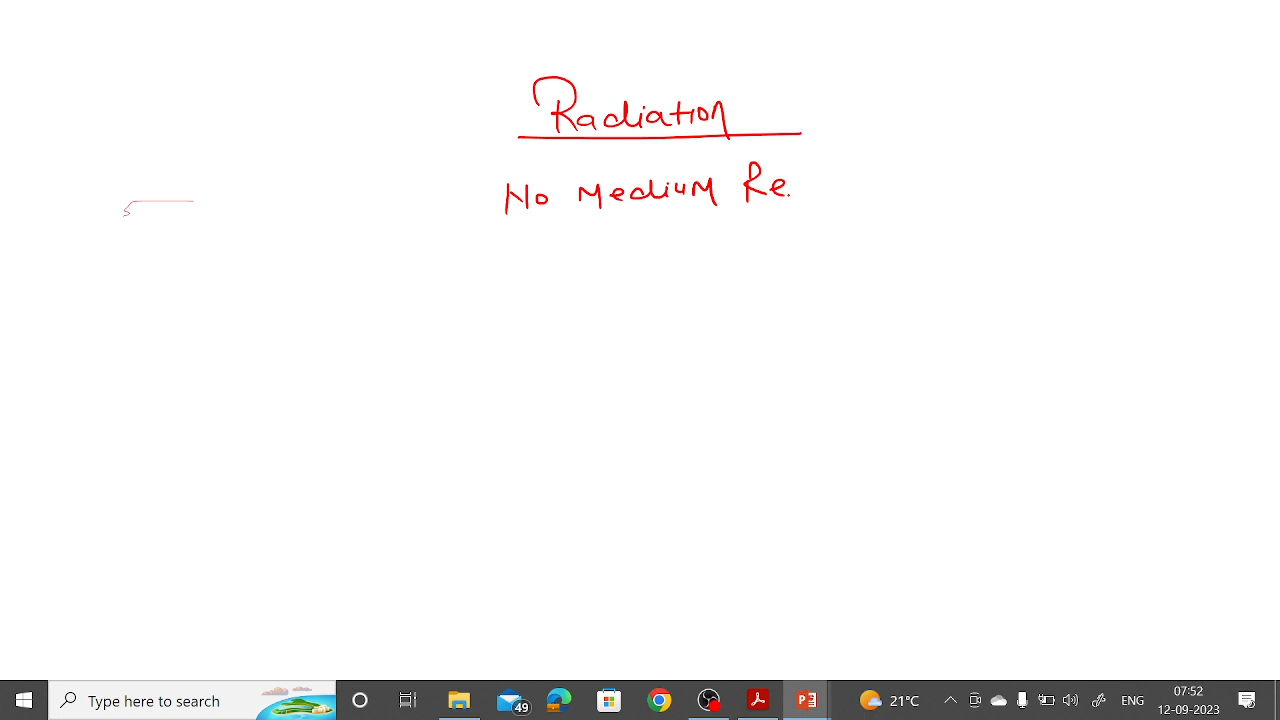 Radiation
No Medium Re.
Type here to search
49
21°C
ENG
07:52
12-09-2023